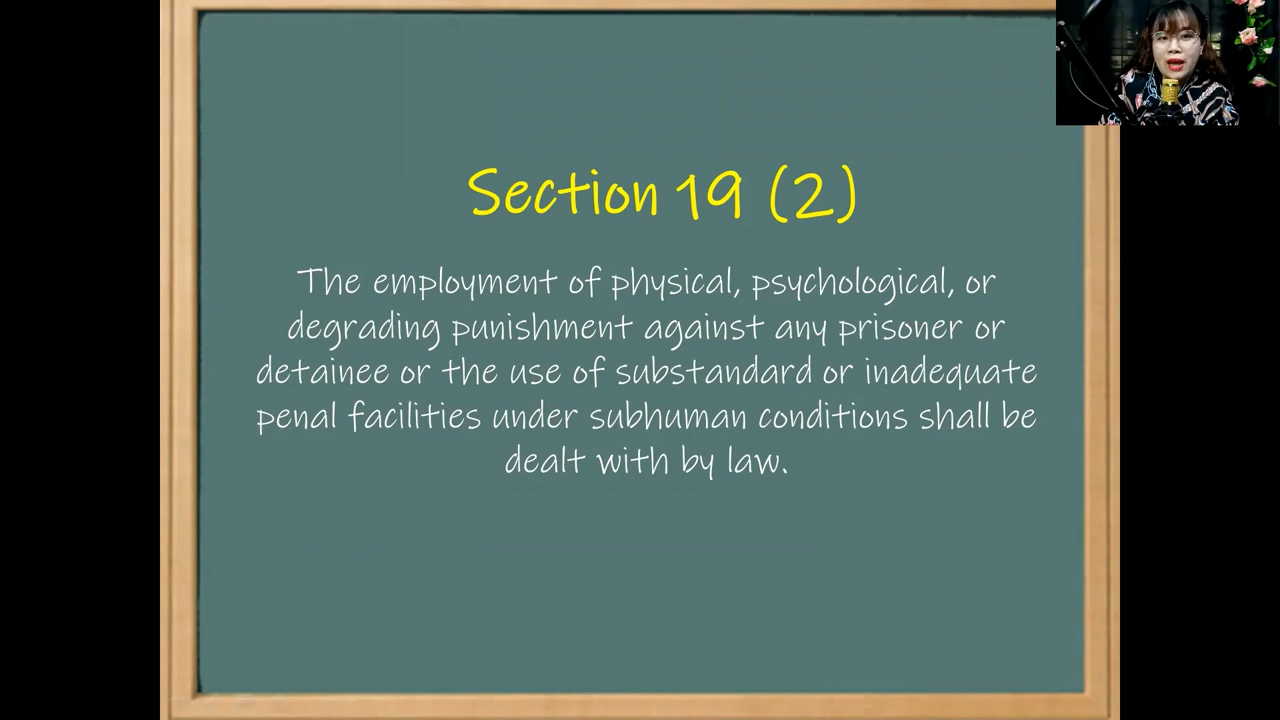 Section 19 (2)
The employment of physical, psychological, or
degrading punishment against any prisoner or
detainee or the use of substandard or inadequate
penal facilities under subhuman conditions shall be
dealt with by law.